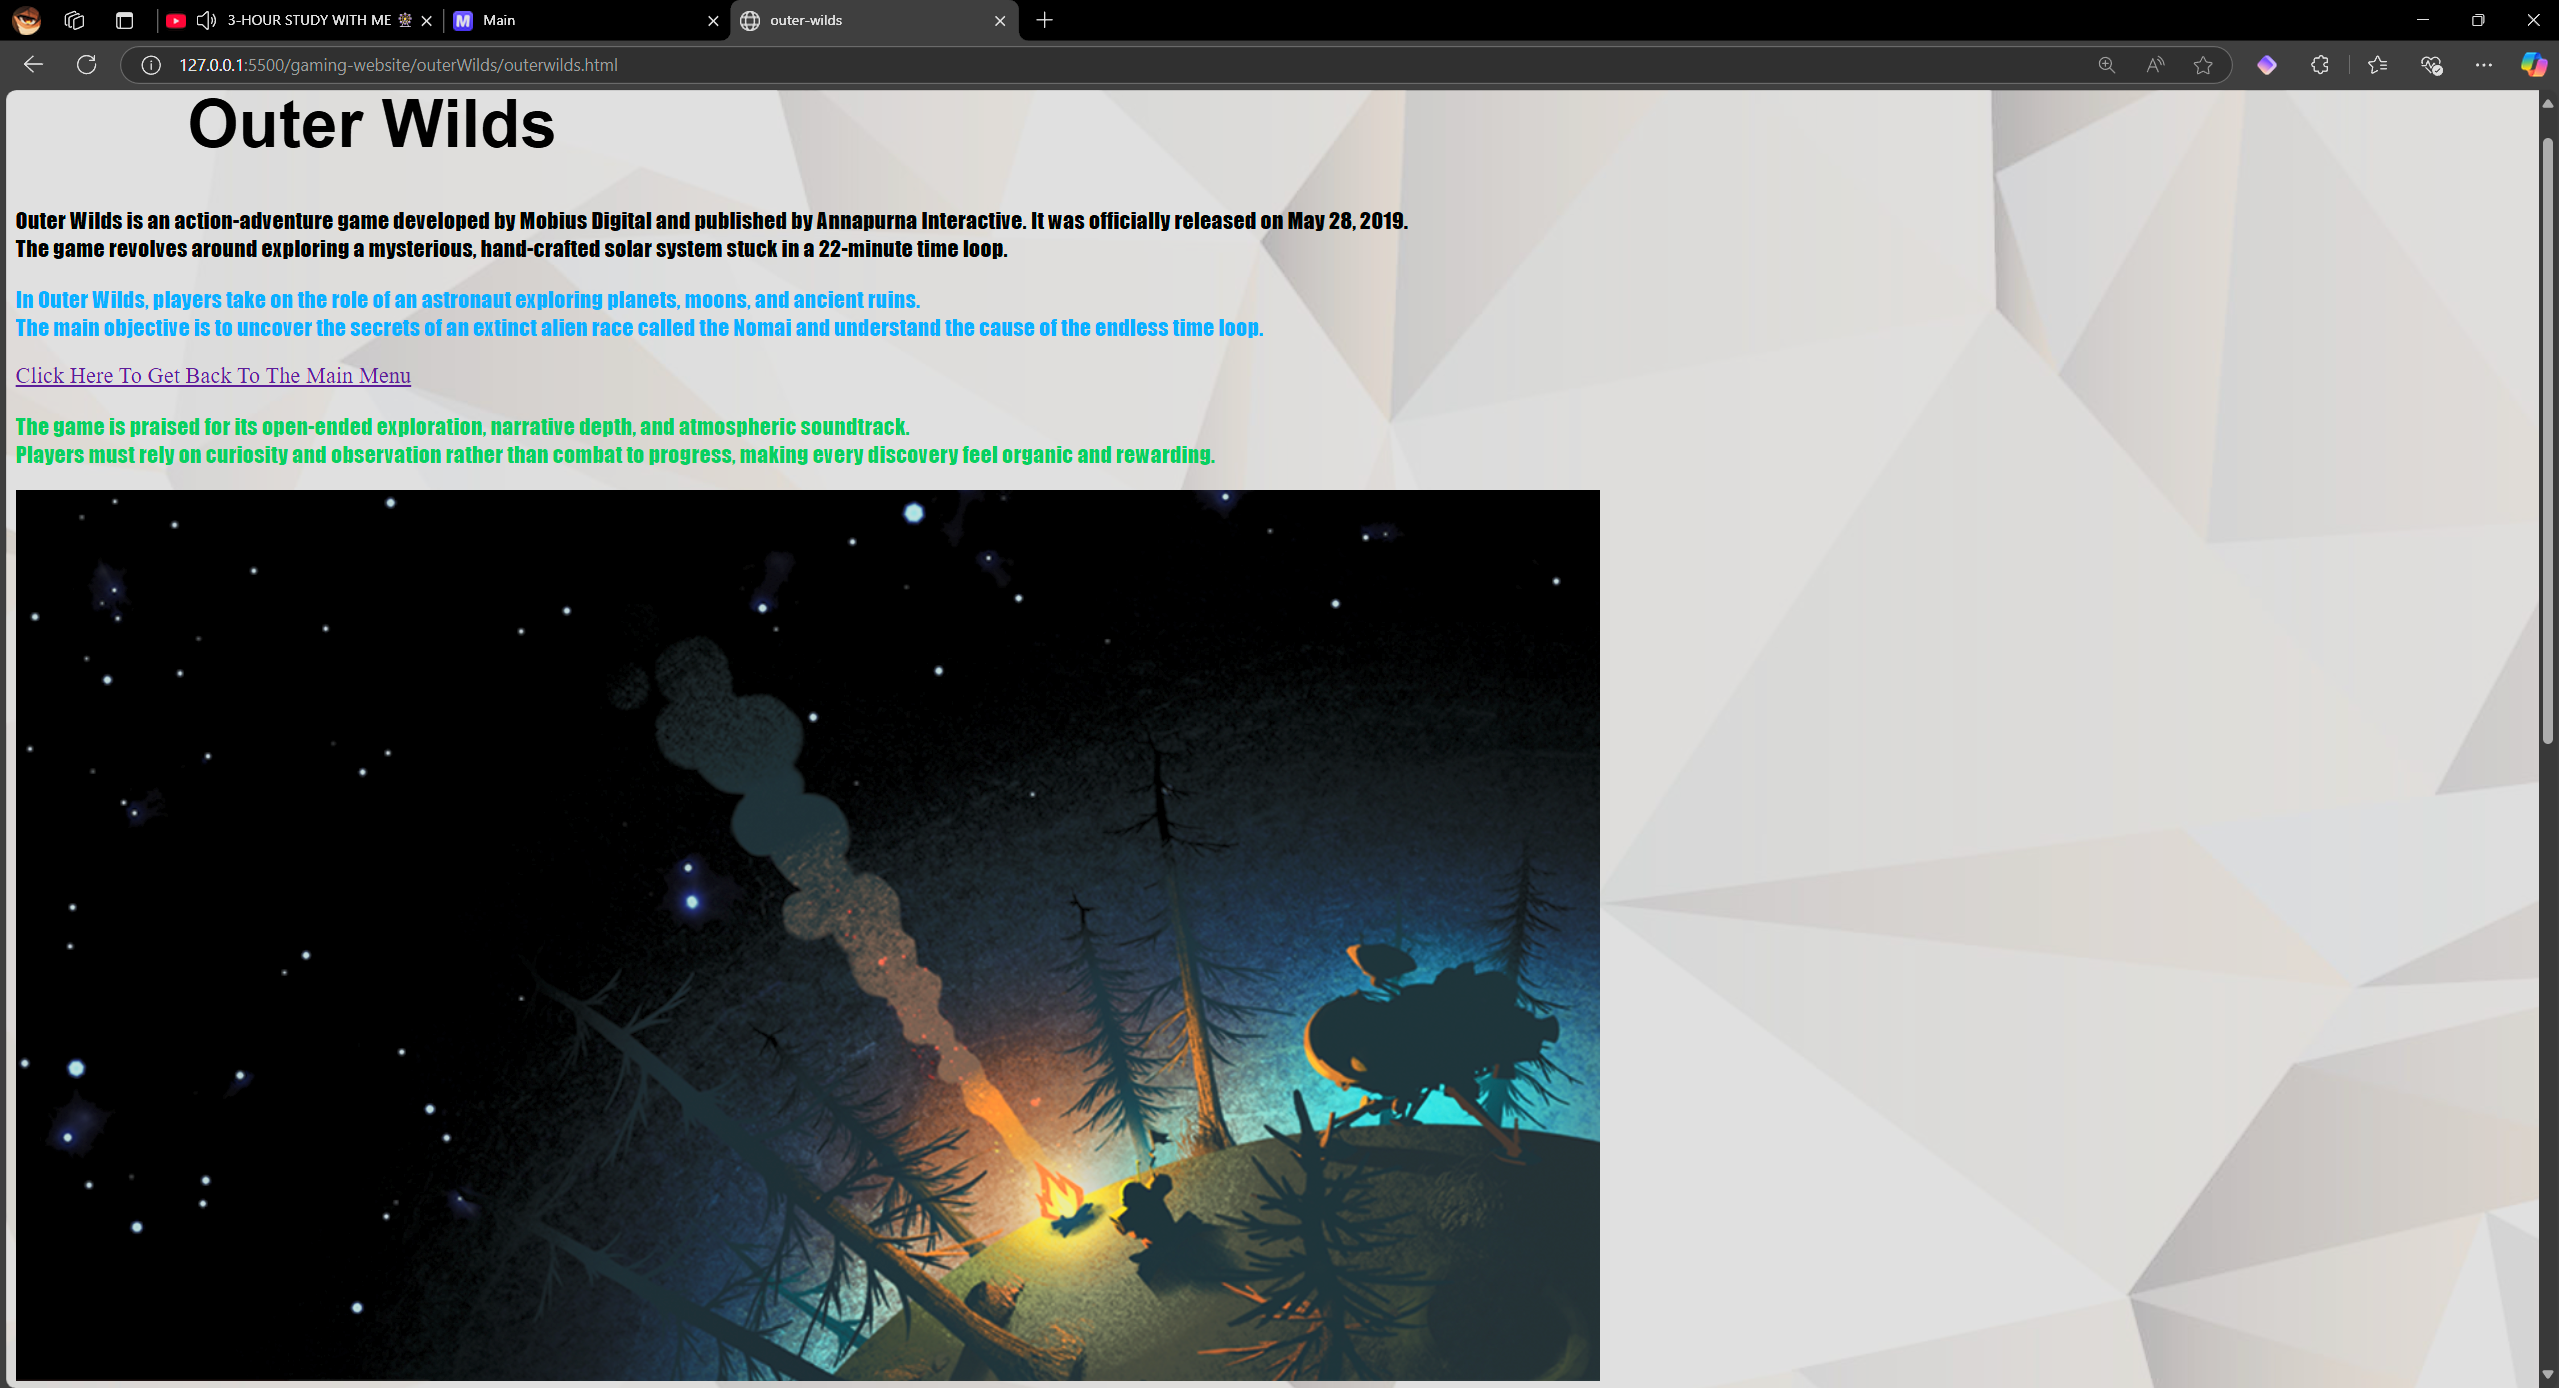 3-HOUR STUDY WITH ME
Main
outer-wilds
127.0.0.1:5500/gaming-website/outerWilds/outerwilds.html
Outer Wilds
Outer Wilds is an action-adventure game developed by Mobius Digital and published by Annapurna Interactive. It was officially released on May 28, 2019.
The game revolves around exploring a mysterious, hand-crafted solar system stuck in a 22-minute time loop.
In Outer Wilds, players take on the role of an astronaut exploring planets, moons, and ancient ruins.
The main objective is to uncover the secrets of an extinct alien race called the Nomai and understand the cause of the endless time loop.
Click Here To Get Back To The Main Menu
The game is praised for its open-ended exploration, narrative depth, and atmospheric soundtrack.
Players must rely on curiosity and observation rather than combat to progress, making every discovery feel organic and rewarding.